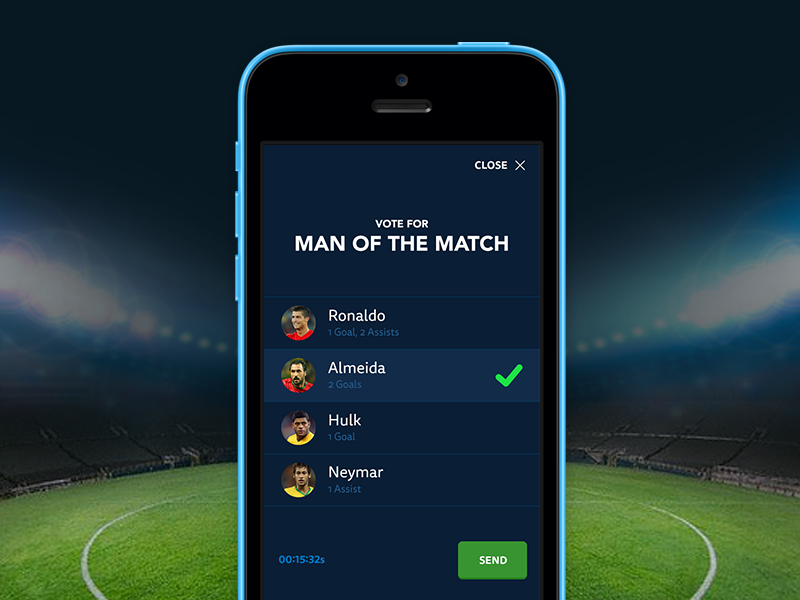 CLOSE
VOTE FOR
MAN OF THE MATCH
Ronaldo
1 Goal, 2 Assists
Almeida
2 Goals
Hulk
1 Goal
Neymar
1 Assist
00:15:32s
SEND